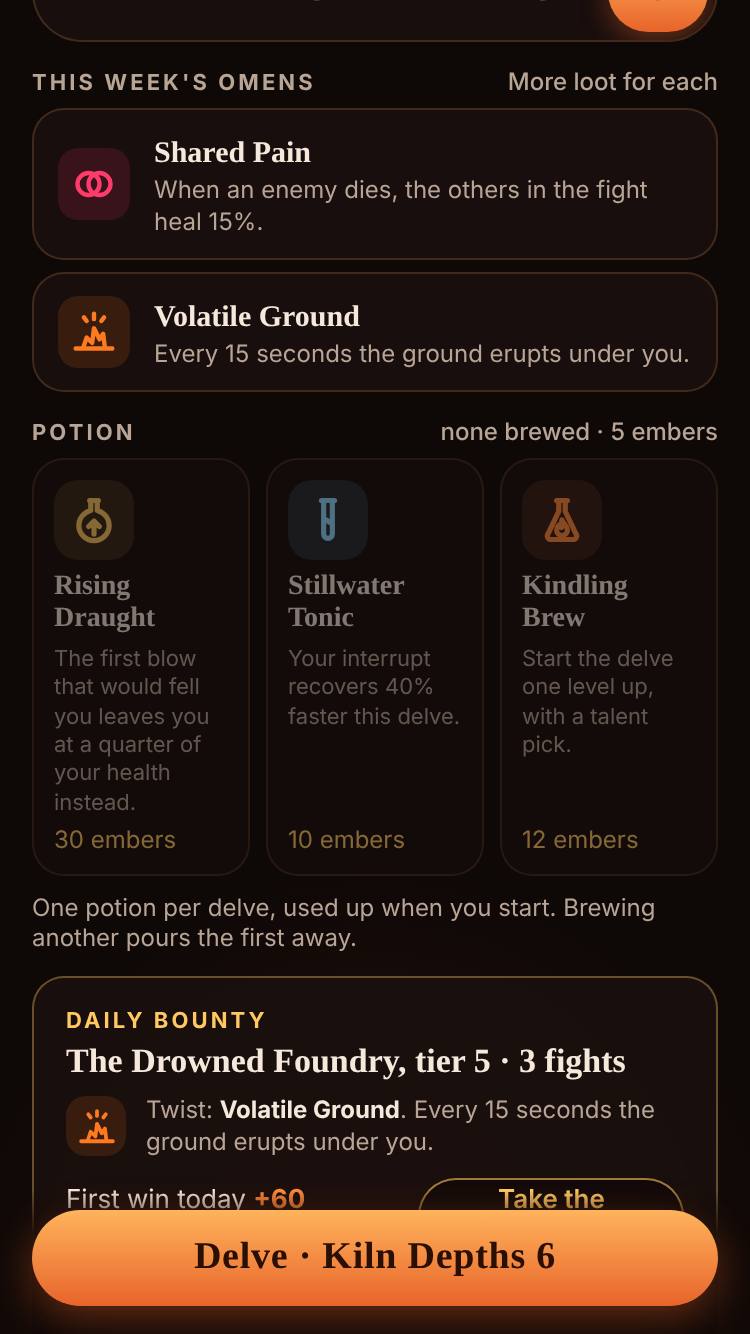 THIS WEEK'S OMENS
More loot for each
Shared Pain
When an enemy dies, the others in the fight
heal 15%.
Volatile Ground
Every 15 seconds the ground erupts under you.
POTION
none brewed · 5 embers
Rising
Draught
The first blow
that would fell
you leaves you
at a quarter of
your health
instead.
30 embers
Stillwater
Tonic
Your interrupt
recovers 40%
faster this delve.
10 embers
Kindling
Brew
Start the delve
one level up,
with a talent
pick.
12 embers
One potion per delve, used up when you start. Brewing
another pours the first away.
DAILY BOUNTY
The Drowned Foundry, tier 5 · 3 fights
Twist: Volatile Ground. Every 15 seconds the
ground erupts under you.
First win today +60
Take the
Delve · Kiln Depths 6